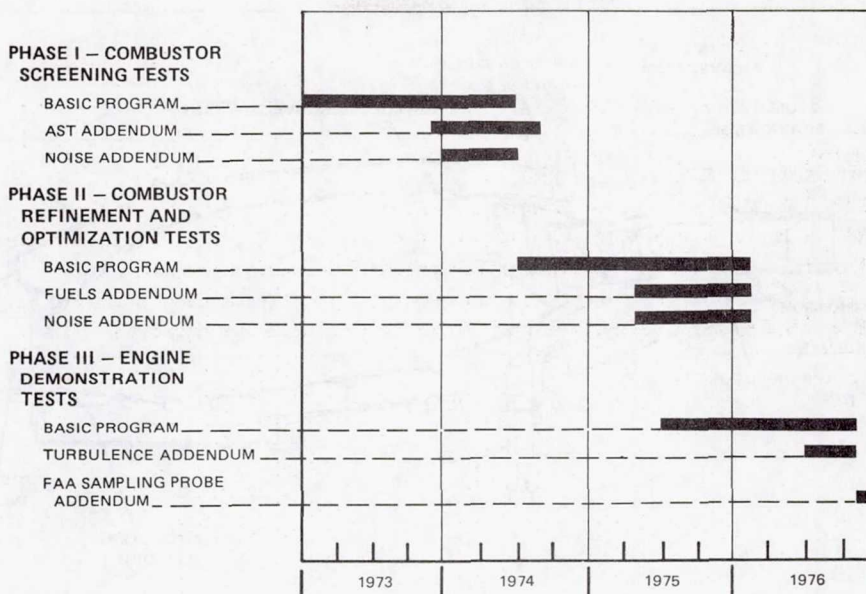 PHASE I – COMBUSTOR
SCREENING TESTS
BASIC PROGRAM
AST ADDENDUM
NOISE ADDENDUM
PHASE II – COMBUSTOR
REFINEMENT AND
OPTIMIZATION TESTS
BASIC PROGRAM
FUELS ADDENDUM
NOISE ADDENDUM
PHASE III – ENGINE
DEMONSTRATION
TESTS
BASIC PROGRAM
TURBULENCE ADDENDUM
FAA SAMPLING PROBE
ADDENDUM
1973 1974 1975 1976